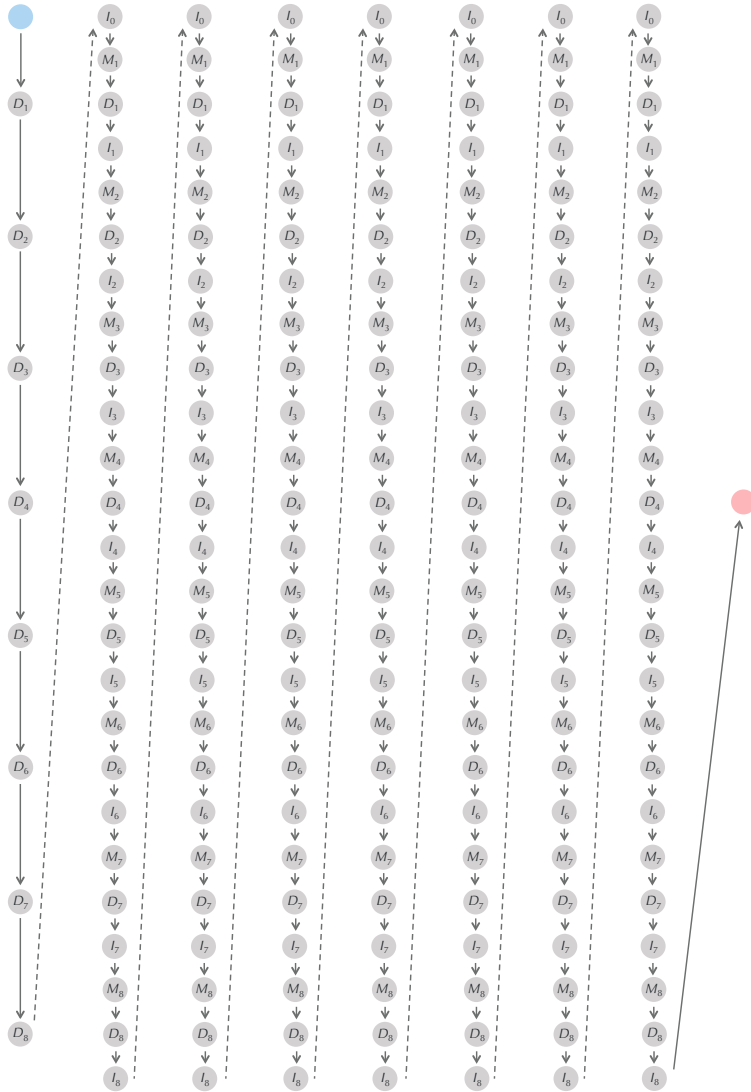 I₀ I₀ I₀ I₀ I₀ I₀ I₀
M₁ M₁ M₁ M₁ M₁ M₁ M₁
D₁ D₁ D₁ D₁ D₁ D₁ D₁ D₁
I₁ I₁ I₁ I₁ I₁ I₁ I₁
M₂ M₂ M₂ M₂ M₂ M₂ M₂
D₂ D₂ D₂ D₂ D₂ D₂ D₂ D₂
I₂ I₂ I₂ I₂ I₂ I₂ I₂
M₃ M₃ M₃ M₃ M₃ M₃ M₃
D₃ D₃ D₃ D₃ D₃ D₃ D₃ D₃
I₃ I₃ I₃ I₃ I₃ I₃ I₃
M₄ M₄ M₄ M₄ M₄ M₄ M₄
D₄ D₄ D₄ D₄ D₄ D₄ D₄ D₄
I₄ I₄ I₄ I₄ I₄ I₄ I₄
M₅ M₅ M₅ M₅ M₅ M₅ M₅
D₅ D₅ D₅ D₅ D₅ D₅ D₅ D₅
I₅ I₅ I₅ I₅ I₅ I₅ I₅
M₆ M₆ M₆ M₆ M₆ M₆ M₆
D₆ D₆ D₆ D₆ D₆ D₆ D₆ D₆
I₆ I₆ I₆ I₆ I₆ I₆ I₆
M₇ M₇ M₇ M₇ M₇ M₇ M₇
D₇ D₇ D₇ D₇ D₇ D₇ D₇ D₇
I₇ I₇ I₇ I₇ I₇ I₇ I₇
M₈ M₈ M₈ M₈ M₈ M₈ M₈
D₈ D₈ D₈ D₈ D₈ D₈ D₈ D₈
I₈ I₈ I₈ I₈ I₈ I₈ I₈